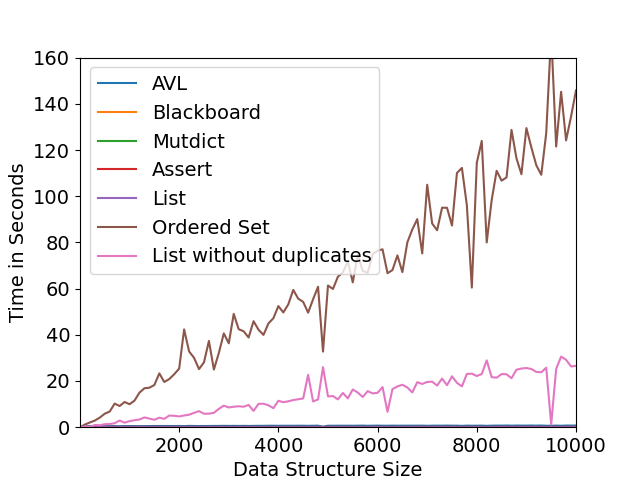 160
140
120
100
80
60
40
20
0
Time in Seconds
AVL
Blackboard
Mutdict
Assert
List
Ordered Set
List without duplicates
2000 4000 6000 8000 10000
Data Structure Size